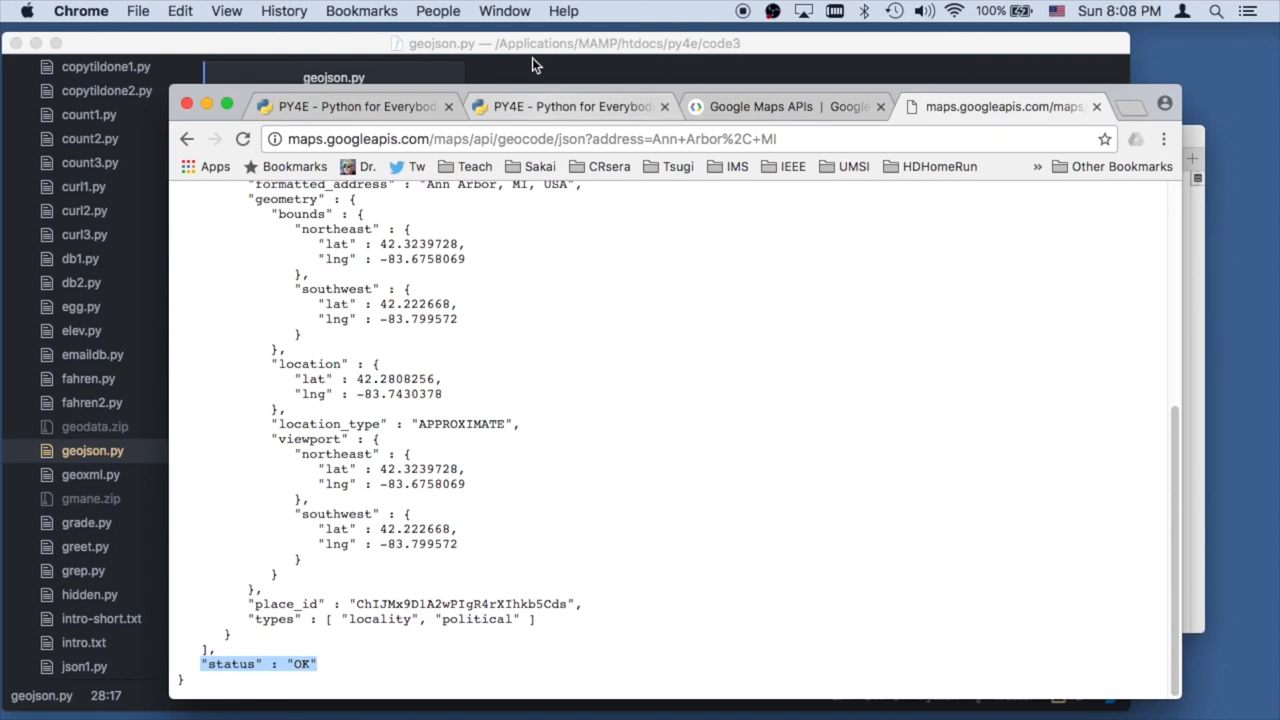 Chrome File Edit View History Bookmarks People Window Help 100% Sun 8:08 PM
geojson.py — /Applications/MAMP/htdocs/py4e/code3
copytildone1.py
copytildone2.py
count1.py
count2.py
count3.py
curl1.py
curl2.py
curl3.py
db1.py
db2.py
egg.py
elev.py
emaildb.py
fahren.py
fahren2.py
geodata.zip
geojson.py
geoxml.py
gmane.zip
grade.py
greet.py
grep.py
hidden.py
intro-short.txt
intro.txt
json1.py
geojson.py 28:17
geojson.py
PY4E - Python for Everybod PY4E - Python for Everybod Google Maps APIs | Google maps.googleapis.com/maps
maps.googleapis.com/maps/api/geocode/json?address=Ann+Arbor%2C+MI
Apps Bookmarks Dr. Tw Teach Sakai CRsera Tsugi IMS IEEE UMSI HDHomeRun » Other Bookmarks
"formatted_address" : "Ann Arbor, MI, USA",
"geometry" : {
"bounds" : {
"northeast" : {
"lat" : 42.3239728,
"lng" : -83.6758069
},
"southwest" : {
"lat" : 42.222668,
"lng" : -83.799572
}
},
"location" : {
"lat" : 42.2808256,
"lng" : -83.7430378
},
"location_type" : "APPROXIMATE",
"viewport" : {
"northeast" : {
"lat" : 42.3239728,
"lng" : -83.6758069
},
"southwest" : {
"lat" : 42.222668,
"lng" : -83.799572
}
}
},
"place_id" : "ChIJMx9D1A2wPIgR4rXIhkb5Cds",
"types" : [ "locality", "political" ]
}
],
"status" : "OK"
}